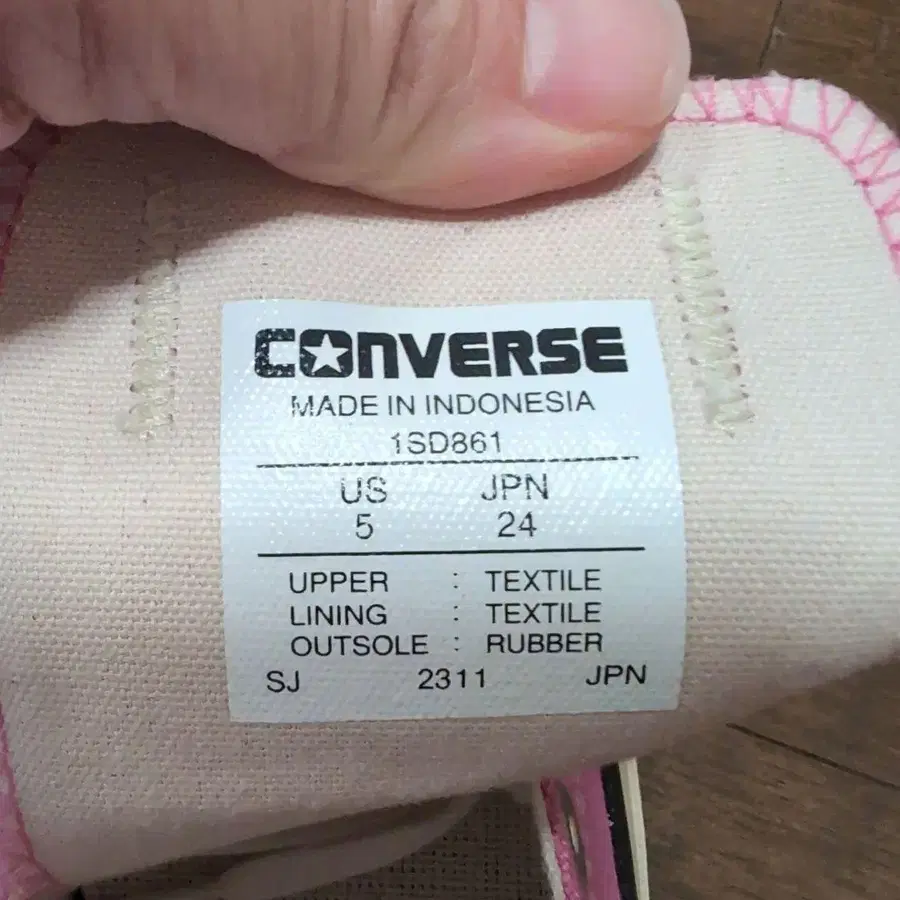 CONVERSE
MADE IN INDONESIA
1SD861
US JPN
5 24
UPPER : TEXTILE
LINING : TEXTILE
OUTSOLE : RUBBER
SJ 2311 JPN